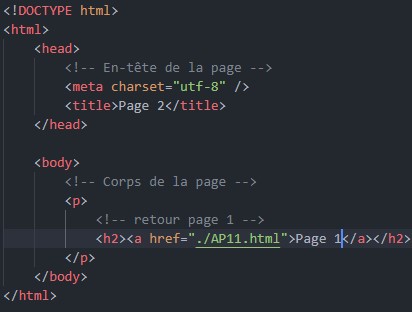 <!DOCTYPE html>
<html>
    <head>
        <!-- En-tête de la page -->
        <meta charset="utf-8" />
        <title>Page 2</title>
    </head>

    <body>
        <!-- Corps de la page -->
        <p>
            <!-- retour page 1 -->
            <h2><a href="./AP11.html">Page 1</a></h2>
        </p>
    </body>
</html>